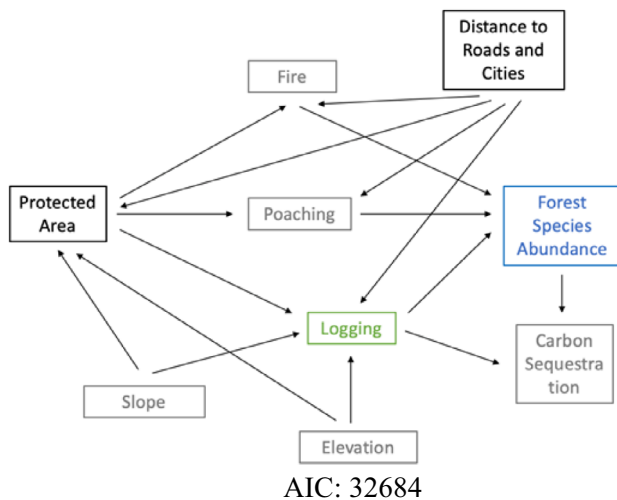 Distance to
Roads and
Cities
Fire
Protected
Area
Poaching
Forest
Species
Abundance
Logging
Carbon
Sequestra
tion
Slope
Elevation
AIC: 32684